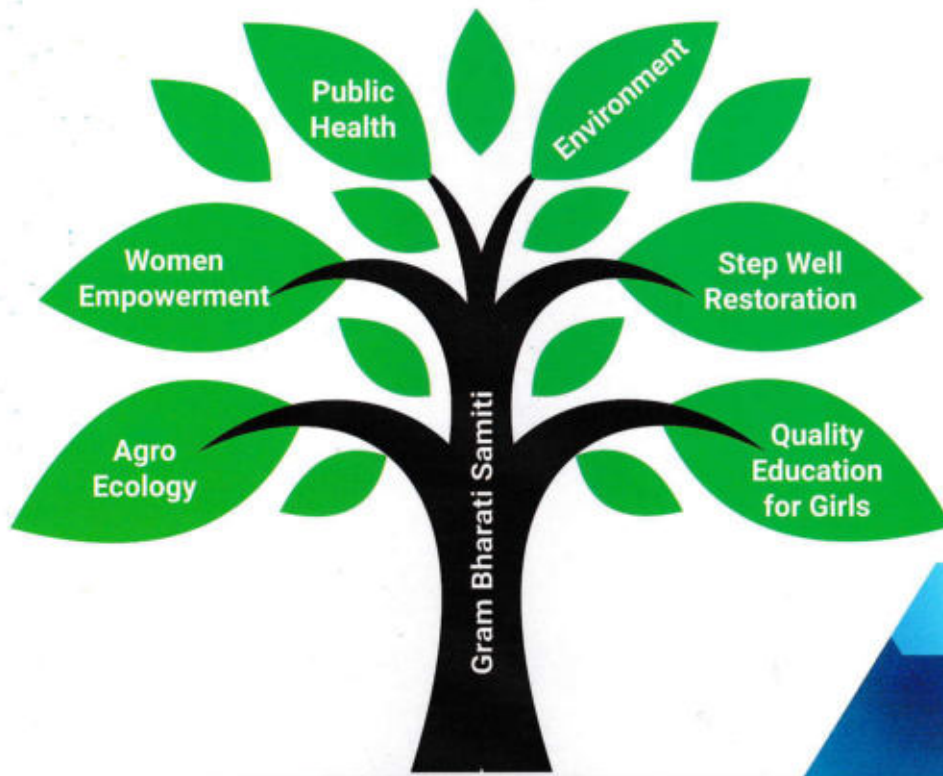 Public
Health
Environment
Women
Empowerment
Step Well
Restoration
Agro
Ecology
Quality
Education
for Girls
Gram Bharati Samiti